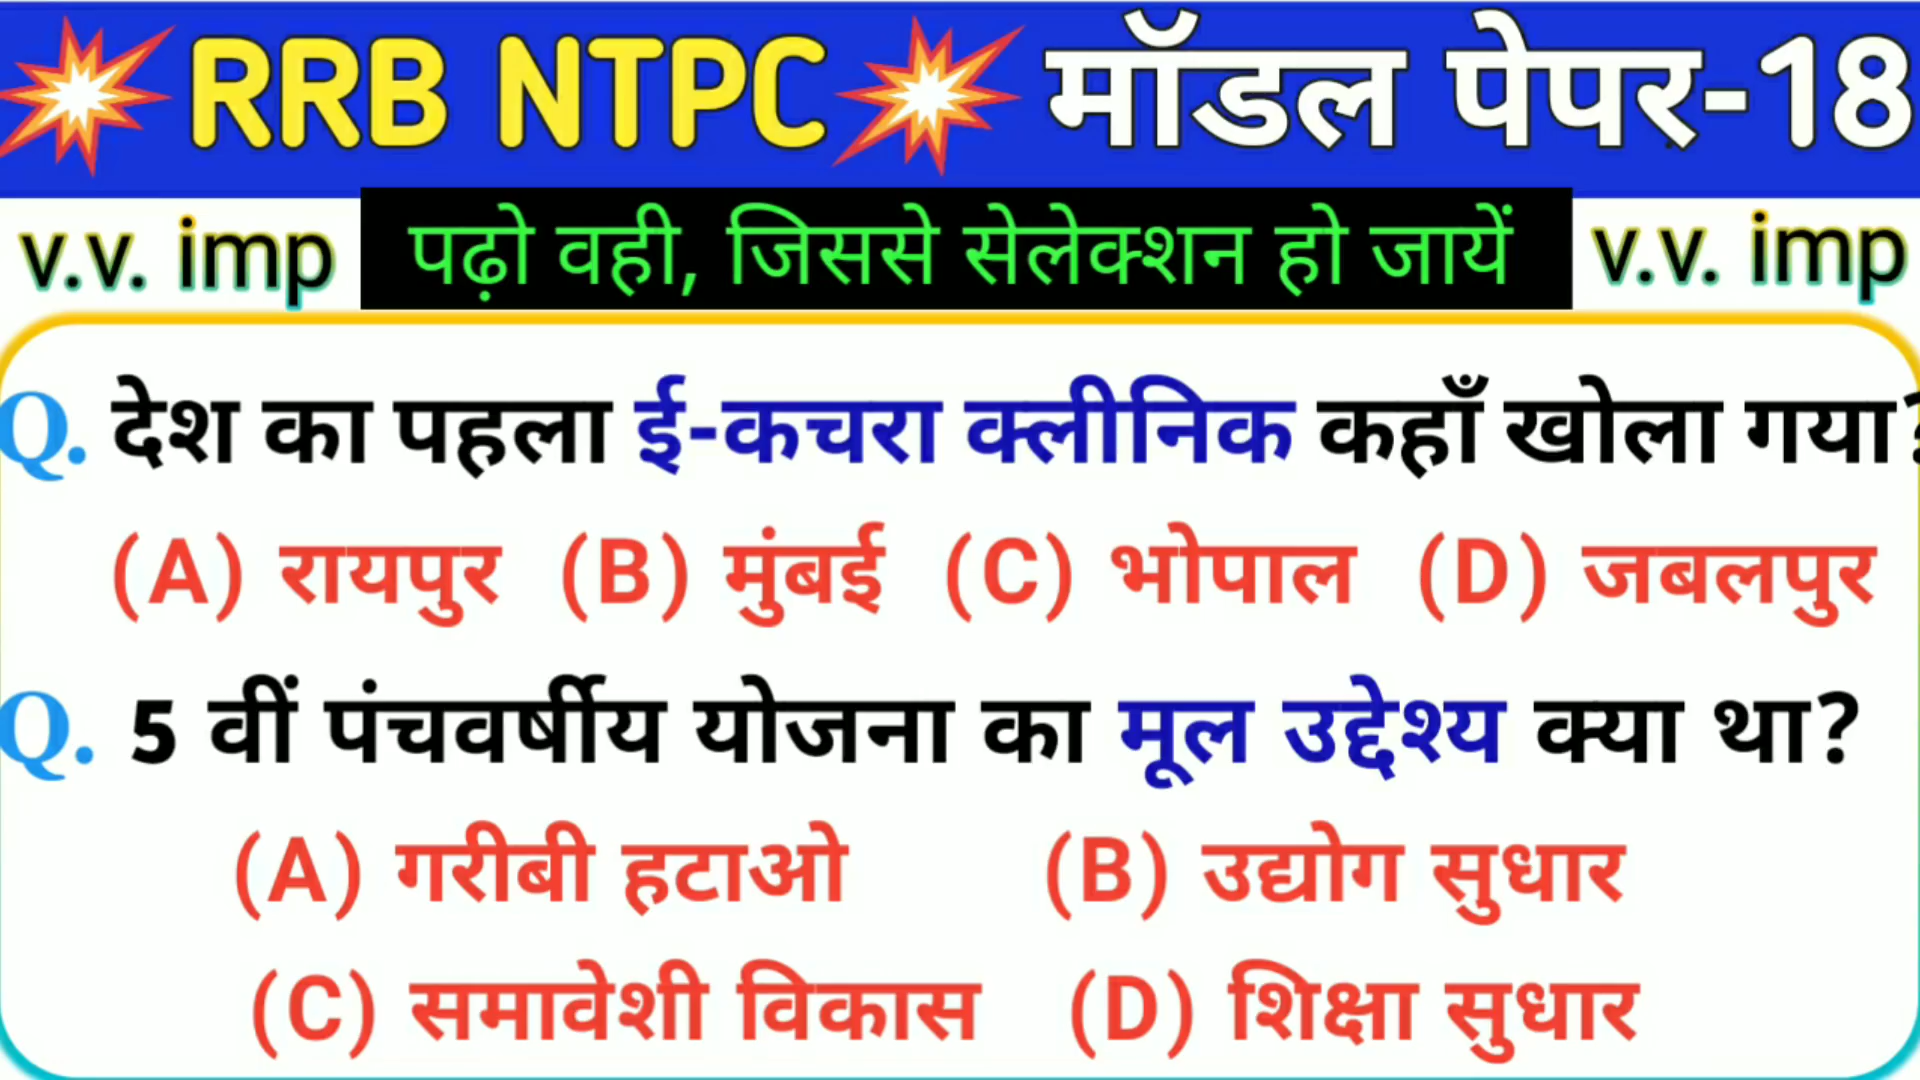 RRB NTPC मॉडल पेपर-18
v.v. imp पढ़ो वही, जिससे सेलेक्शन हो जायें v.v. imp
Q. देश का पहला ई-कचरा क्लीनिक कहाँ खोला गया?
(A) रायपुर (B) मुंबई (C) भोपाल (D) जबलपुर
Q. 5 वीं पंचवर्षीय योजना का मूल उद्देश्य क्या था?
(A) गरीबी हटाओ (B) उद्योग सुधार
(C) समावेशी विकास (D) शिक्षा सुधार